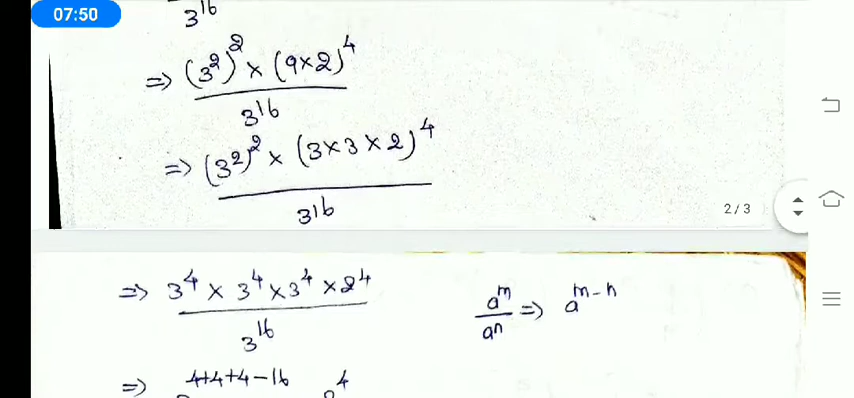 07:50
3^16
=> (3^2)^2 × (9×2)^4
3^16
=> (3^2)^2 × (3×3×2)^4
3^16
2/3
=> 3^4 × 3^4 × 3^4 × 2^4
3^16
a^m
a^n
=> a^m-n
=> 4+4+4-16 4